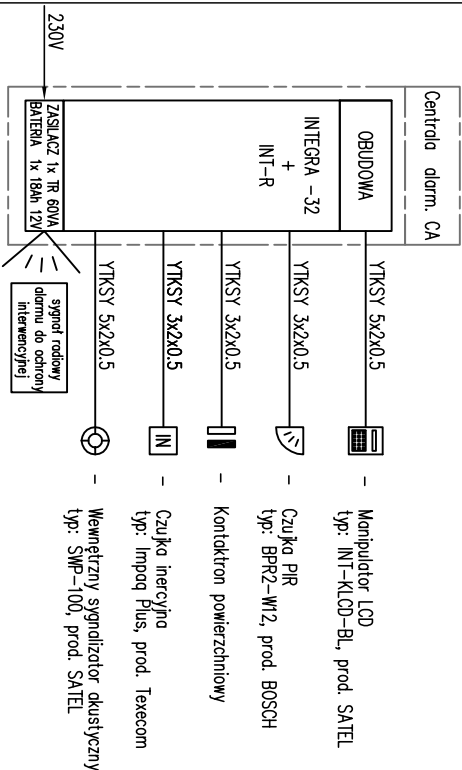 Centrala alarm. CA
OBUDOWA
INTEGRA -32
+
INT-R
ZASILACZ 1x TR 60VA
BATERIA 1x 18Ah 12V
230V
sygnał radiowy
alarmu do ochrony
interwencyjnej
YTKSY 5x2x0.5
- Manipulator LCD
typ: INT-KLCD-BL, prod. SATEL
YTKSY 3x2x0.5
- Czujka PIR
typ: BPR2-W12, prod. BOSCH
YTKSY 3x2x0.5
- Kontaktron powierzchniowy
YTKSY 3x2x0.5
IN
- Czujka inercyjna
typ: Impaq Plus, prod. Texecom
YTKSY 5x2x0.5
- Wewnętrzny sygnalizator akustyczny
typ: SWP-100, prod. SATEL